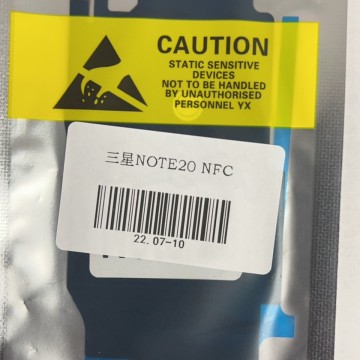 CAUTION
STATIC SENSITIVE
DEVICES
NOT TO BE HANDLED
BY UNAUTHORISED
PERSONNEL YX
三星NOTE20 NFC
22.07-10